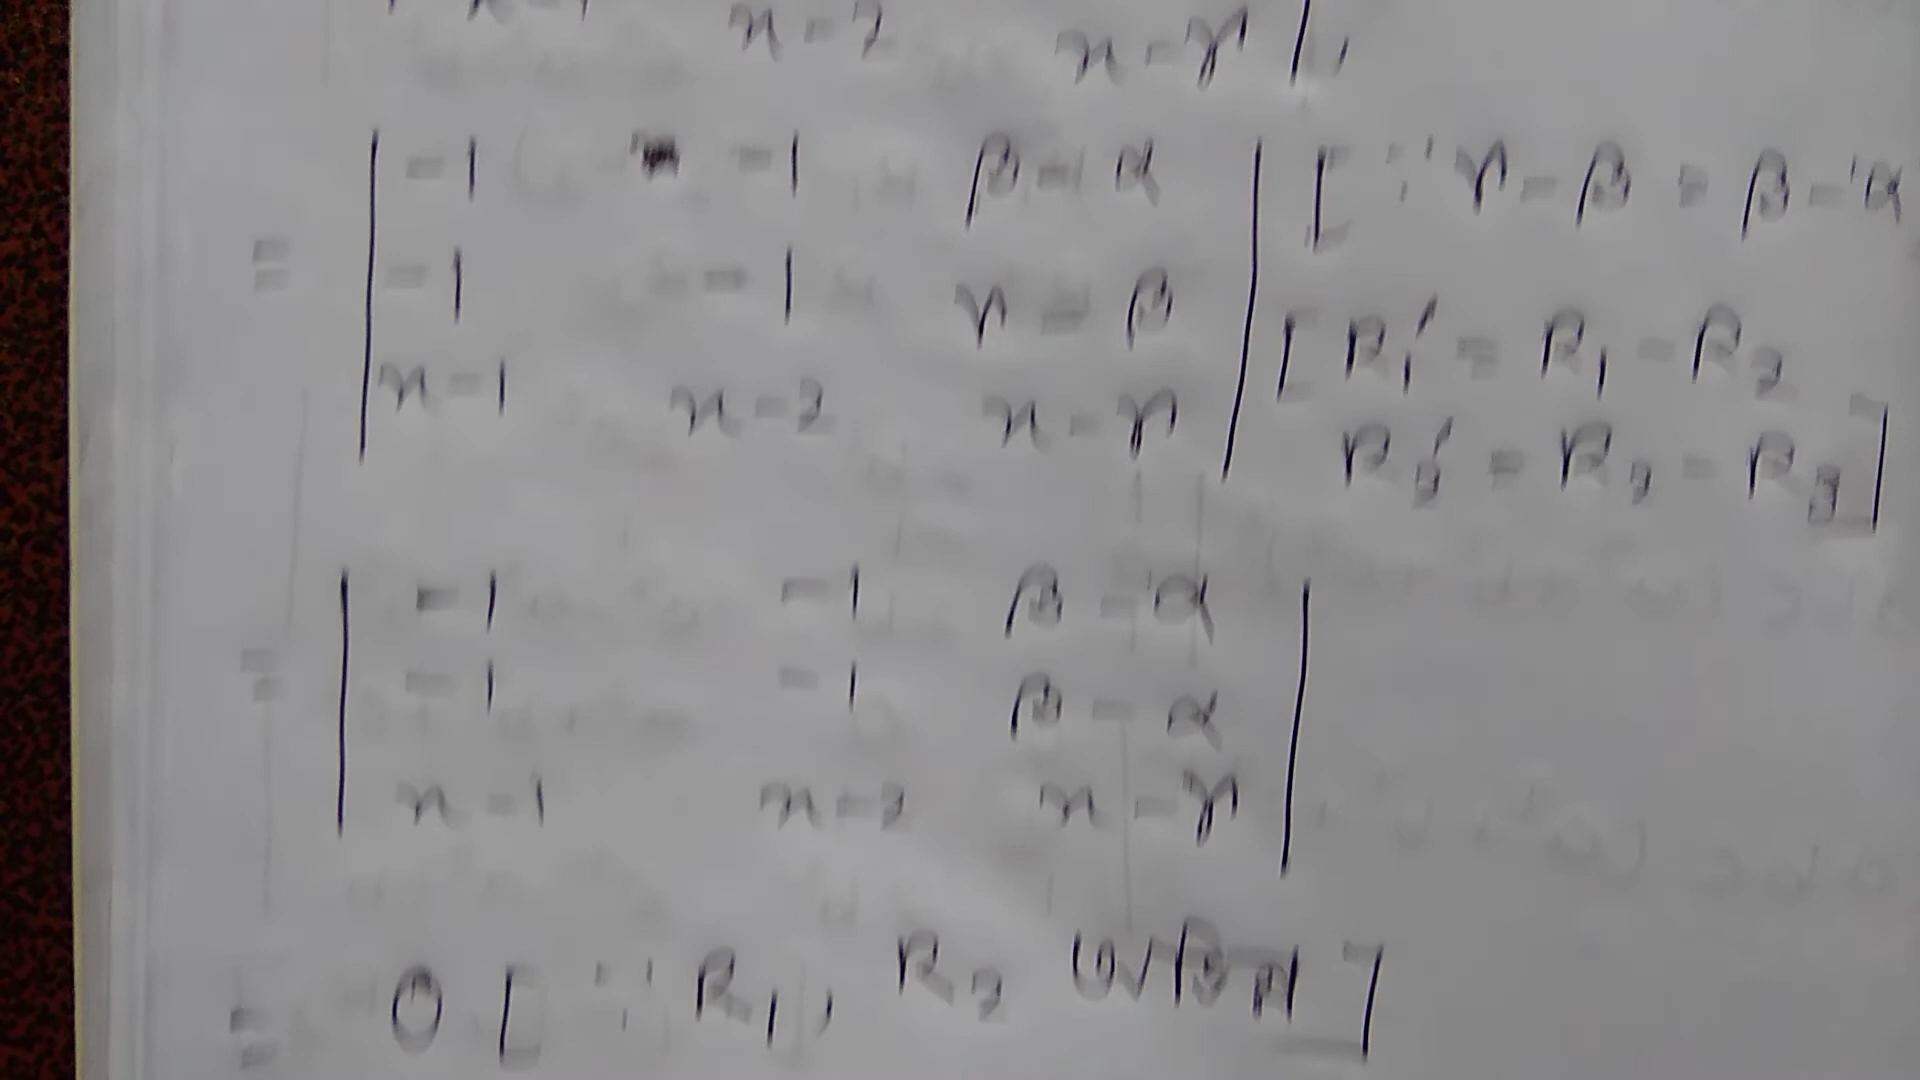 x-2 x-γ |,
= | -1 -1 β-α | [∵ γ-β = β-α
| -1 -1 γ-β | [R₁' = R₁ - R₂
| x-1 x-2 x-γ | R₂' = R₂ - R₃]
= | -1 -1 β-α |
| -1 -1 β-α |
| x-1 x-2 x-γ |
= 0 [∵ R₁, R₂ ]